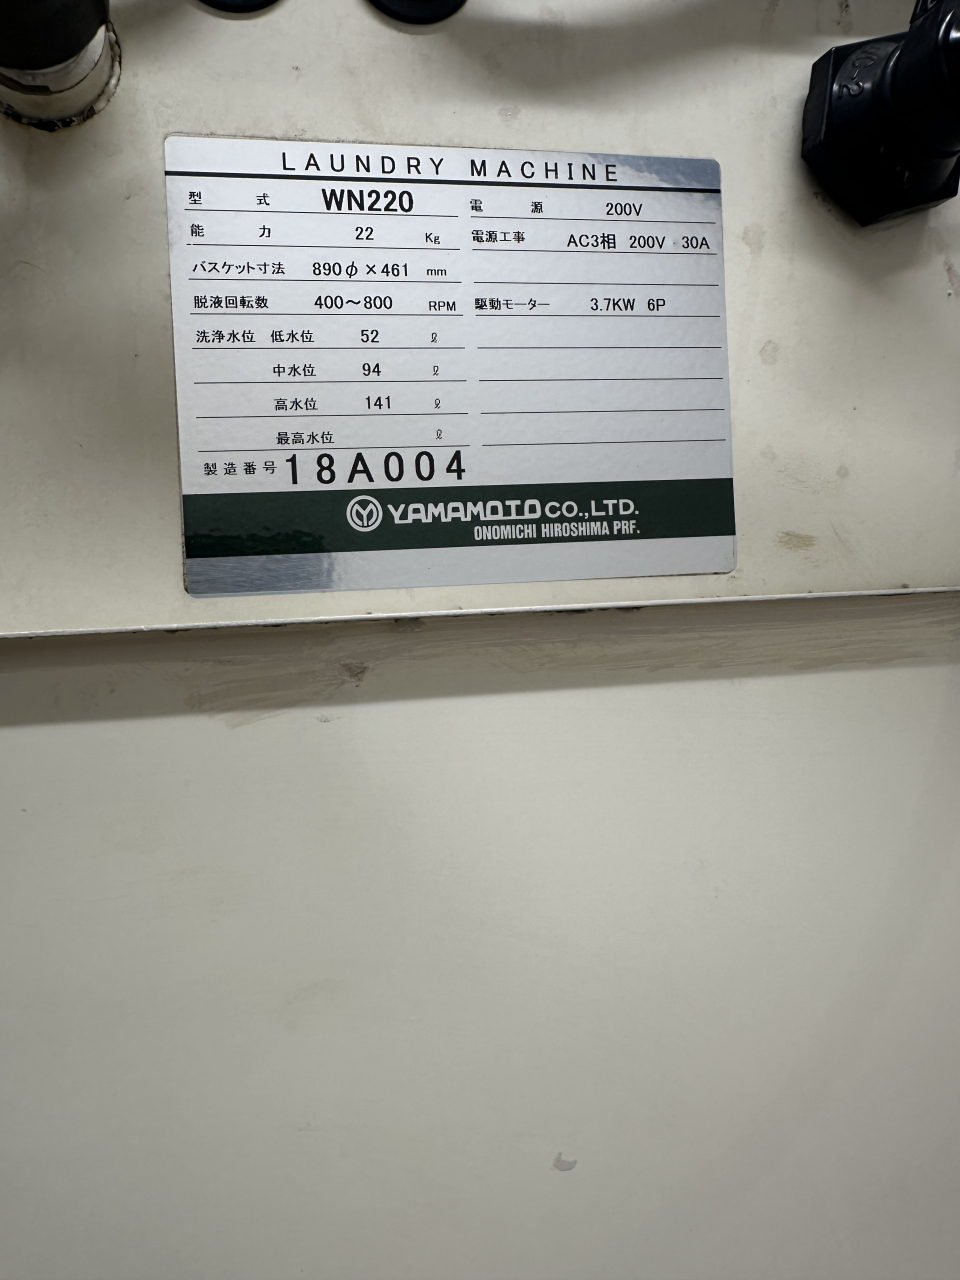 LAUNDRY MACHINE
型式 WN220 電源 200V
能力 22 Kg 電源工事 AC3相 200V 30A
バスケット寸法 890φ×461 mm
脱液回転数 400～800 RPM 駆動モーター 3.7KW 6P
洗浄水位 低水位 52 ℓ
中水位 94 ℓ
高水位 141 ℓ
最高水位 ℓ
製造番号 18A004
YAMAMOTO CO.,LTD.
ONOMICHI HIROSHIMA PRF.